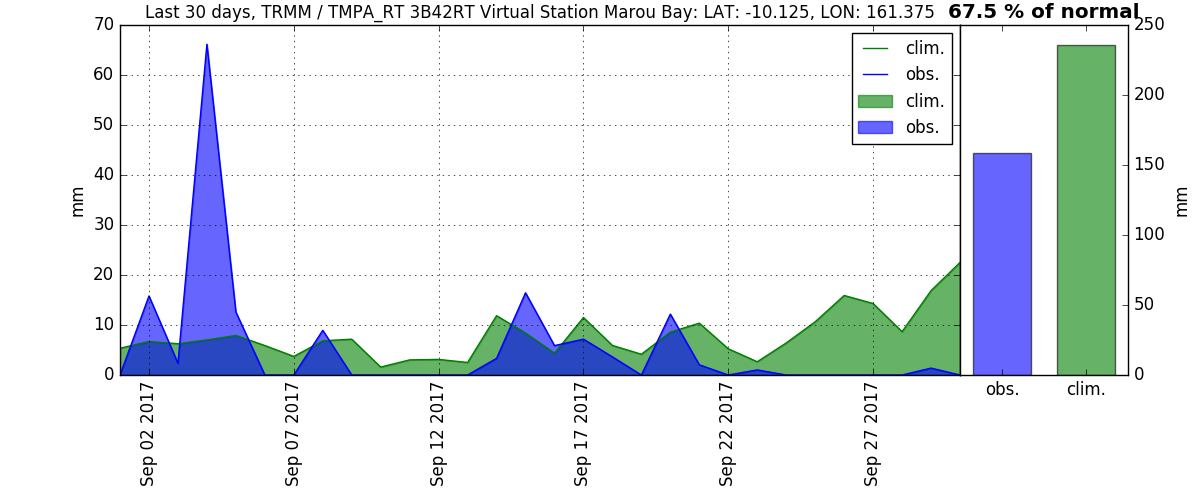 Last 30 days, TRMM / TMPA_RT 3B42RT Virtual Station Marou Bay: LAT: -10.125, LON: 161.375 67.5 % of normal
70
60
50
40
30
20
10
0
mm
clim.
obs.
clim.
obs.
250
200
150
100
50
0
mm
obs. clim.
Sep 02 2017
Sep 07 2017
Sep 12 2017
Sep 17 2017
Sep 22 2017
Sep 27 2017